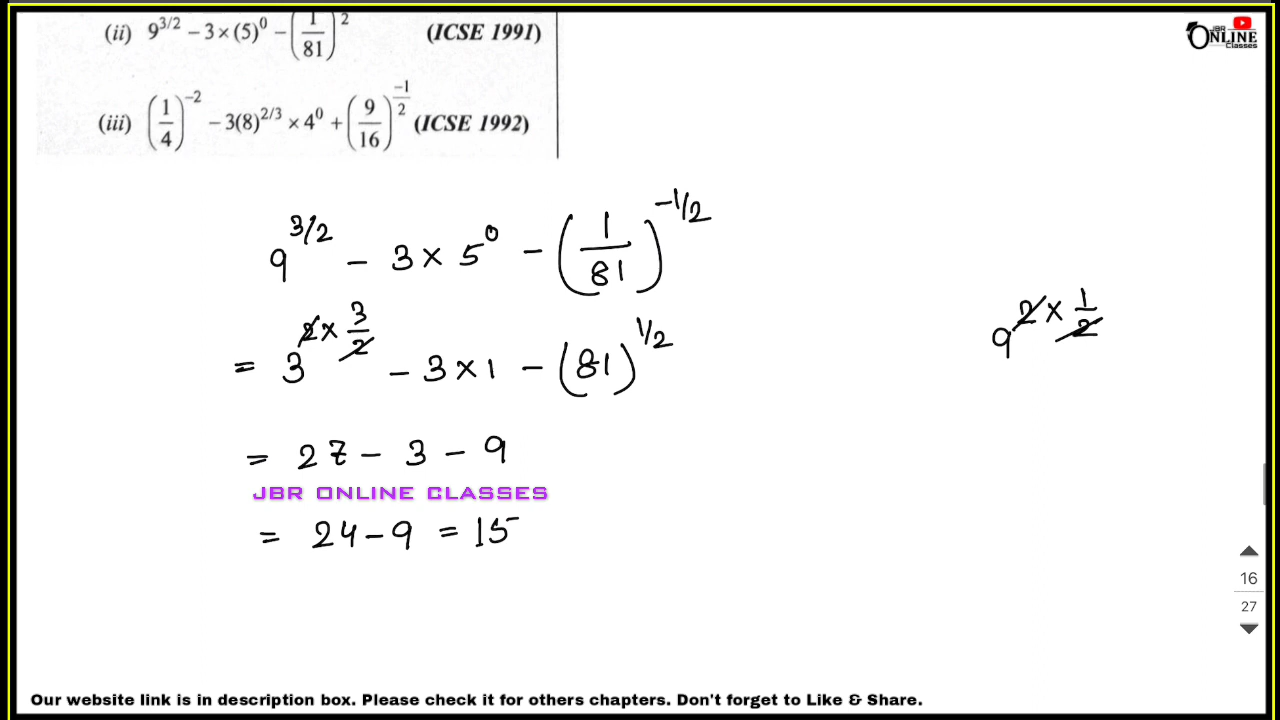 (ii) 9^{3/2} − 3 × (5)^0 − (1/81)^2 (ICSE 1991)
JBR ONLINE Classes
(iii) (1/4)^{−2} − 3(8)^{2/3} × 4^0 + (9/16)^{−1/2} (ICSE 1992)
9^{3/2} − 3 × 5^0 − (1/81)^{−1/2}
= 3^{2 × 3/2} − 3 × 1 − (81)^{1/2}
9^{2 × 1/2}
= 27 − 3 − 9
JBR ONLINE CLASSES
= 24 − 9 = 15
16
27
Our website link is in description box. Please check it for others chapters. Don't forget to Like & Share.